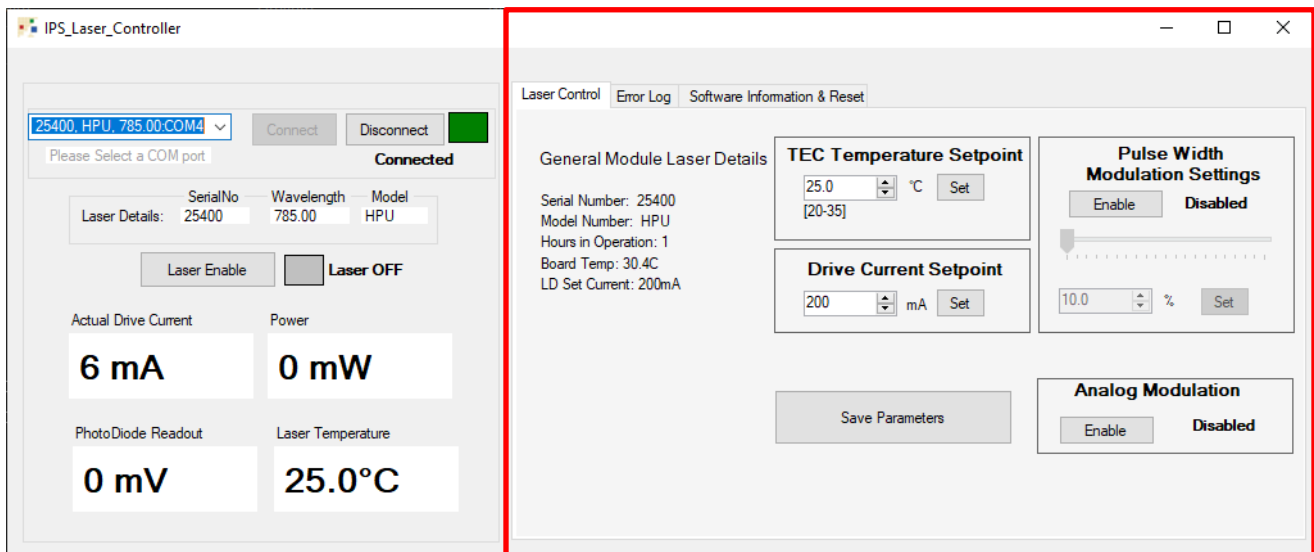 IPS_Laser_Controller
25400, HPU, 785.00:COM4
Connect
Disconnect
Please Select a COM port
Connected
SerialNo
Wavelength
Model
Laser Details:
25400
785.00
HPU
Laser Enable
Laser OFF
Actual Drive Current
Power
6 mA
0 mW
PhotoDiode Readout
Laser Temperature
0 mV
25.0°C
Laser Control
Error Log
Software Information & Reset
General Module Laser Details
Serial Number: 25400
Model Number: HPU
Hours in Operation: 1
Board Temp: 30.4C
LD Set Current: 200mA
TEC Temperature Setpoint
25.0
°C
Set
[20-35]
Drive Current Setpoint
200
mA
Set
Save Parameters
Pulse Width
Modulation Settings
Enable
Disabled
10.0
%
Set
Analog Modulation
Enable
Disabled